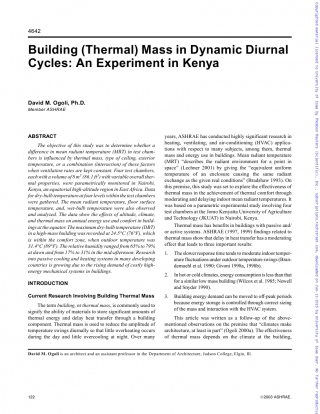 4642
Building (Thermal) Mass in Dynamic Diurnal
Cycles: An Experiment in Kenya
David M. Ogoli, Ph.D.
Member ASHRAE
ABSTRACT
The objective of this study was to determine whether a
difference in mean radiant temperature (MRT) in test cham-
bers is influenced by thermal mass, type of ceiling, exterior
temperature, or a combination (interaction) of these factors
when ventilation rates are kept constant. Four test chambers,
each with a volume of 9 m³ (98.1 ft³) with variable overall ther-
mal properties, were parametrically monitored in Nairobi,
Kenya, an equatorial high-altitude region in East Africa. Data
for dry-bulb temperature at four levels within the test chambers
were gathered. The mean radiant temperature, floor surface
temperature, and, wet-bulb temperature were also observed
and analyzed. The data show the effects of altitude, climate,
and thermal mass on annual energy use and comfort in build-
ings at the equator. The maximum dry-bulb temperature (DBT)
in a high-mass building was recorded at 24.5°C (76°F), which
is within the comfort zone, when outdoor temperature was
31.4°C (89°F). The relative humidity ranged from 65% to 70%
at dawn and from 17% to 31% in the mid-afternoon. Research
into passive cooling and heating systems in many developing
countries is growing due to the rising demand of costly high-
energy mechanical systems in buildings.
INTRODUCTION
Current Research Involving Building Thermal Mass
The term building, or thermal mass, is commonly used to
signify the ability of materials to store significant amounts of
thermal energy and delay heat transfer through a building
component. Thermal mass is used to reduce the amplitude of
temperature swings diurnally so that little overheating occurs
during the day and little overcooling at night. Over many
years, ASHRAE has conducted highly significant research in
heating, ventilating, and air-conditioning (HVAC) applica-
tions with respect to many subjects, among them, thermal
mass and energy use in buildings. Mean radiant temperature
(MRT) "describes the radiant environment for a point in
space" (Lechner 2001) by giving the "equivalent uniform
temperature of an enclosure causing the same radiant
exchange as the given real conditions" (Bhandari 1993). On
this premise, this study was set to explore the effectiveness of
thermal mass in the achievement of thermal comfort through
moderating and delaying indoor mean radiant temperatures. It
was based on a parametric experimental study involving four
test chambers at the Jomo Kenyatta University of Agriculture
and Technology (JKUAT) in Nairobi, Kenya.
Thermal mass has benefits in buildings with passive and/
or active systems. ASHRAE (1997, 1999) findings related to
thermal mass show that delay in heat transfer has a moderating
effect that leads to three important results:
1. The slower response time tends to moderate indoor temper-
ature fluctuations under outdoor temperature swings
2. In hot or cold climates, energy consumption is less than that
for a similar low mass building (Wilcox et al. 1985; Newell
and Snyder 1990).
3. Building energy demand can be moved to off-peak periods
because energy storage is controlled through correct sizing
of the mass and interaction with the HVAC system.
This article was written as a follow-up of the above-
mentioned observations on the premise that "climates make
architecture, at least in part" (Ogoli 2000a). The effectiveness
of thermal mass depends on the climate at the building,
David M. Ogoli is an architect and an assistant professor in the Department of Architecture, Judson College, Elgin, Ill.
122
©2003 ASHRAE.